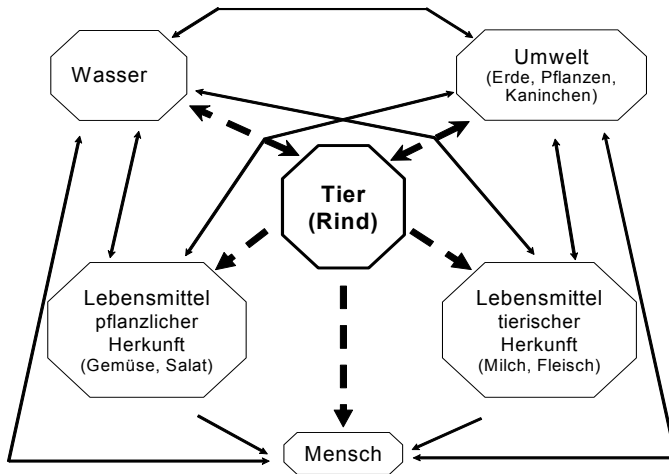 Wasser
Umwelt
(Erde, Pflanzen,
Kaninchen)
Tier
(Rind)
Lebensmittel
pflanzlicher
Herkunft
(Gemüse, Salat)
Lebensmittel
tierischer
Herkunft
(Milch, Fleisch)
Mensch